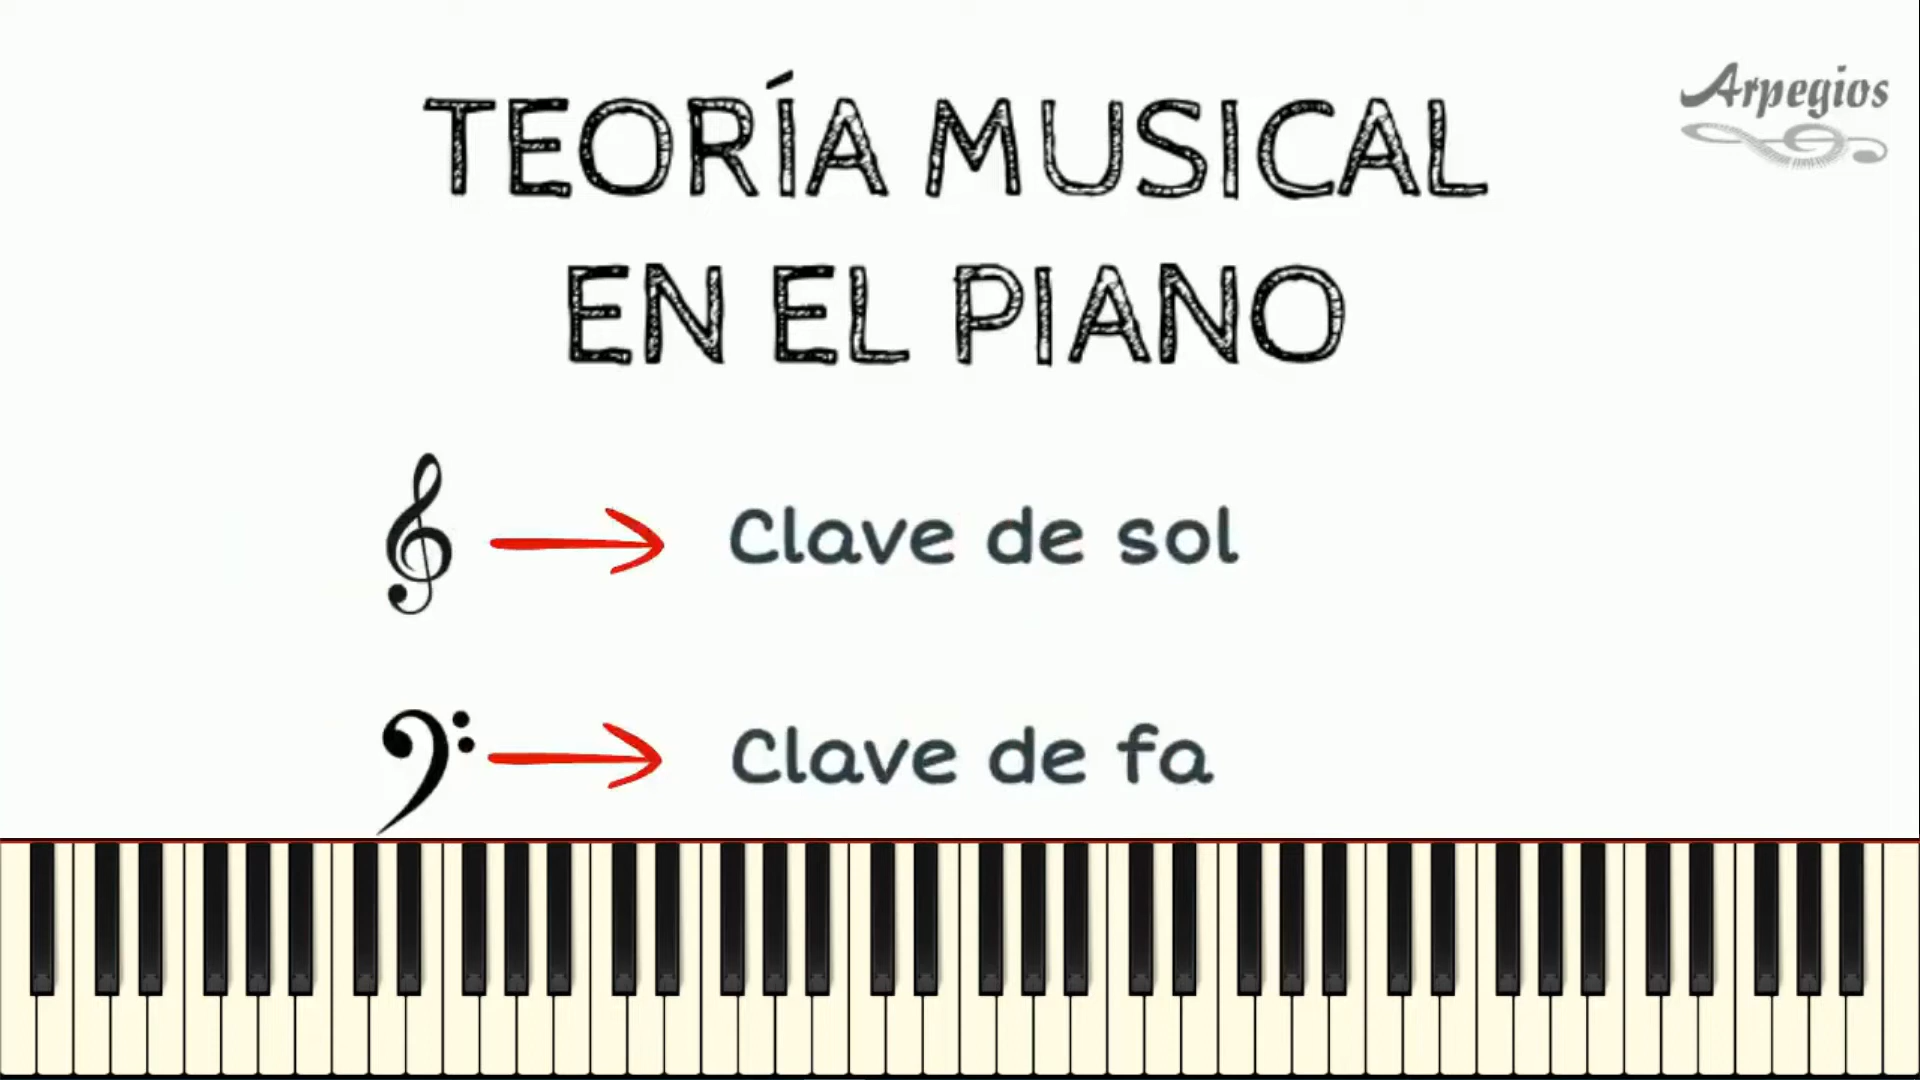 TEORÍA MUSICAL
EN EL PIANO
Arpegios
Clave de sol
Clave de fa